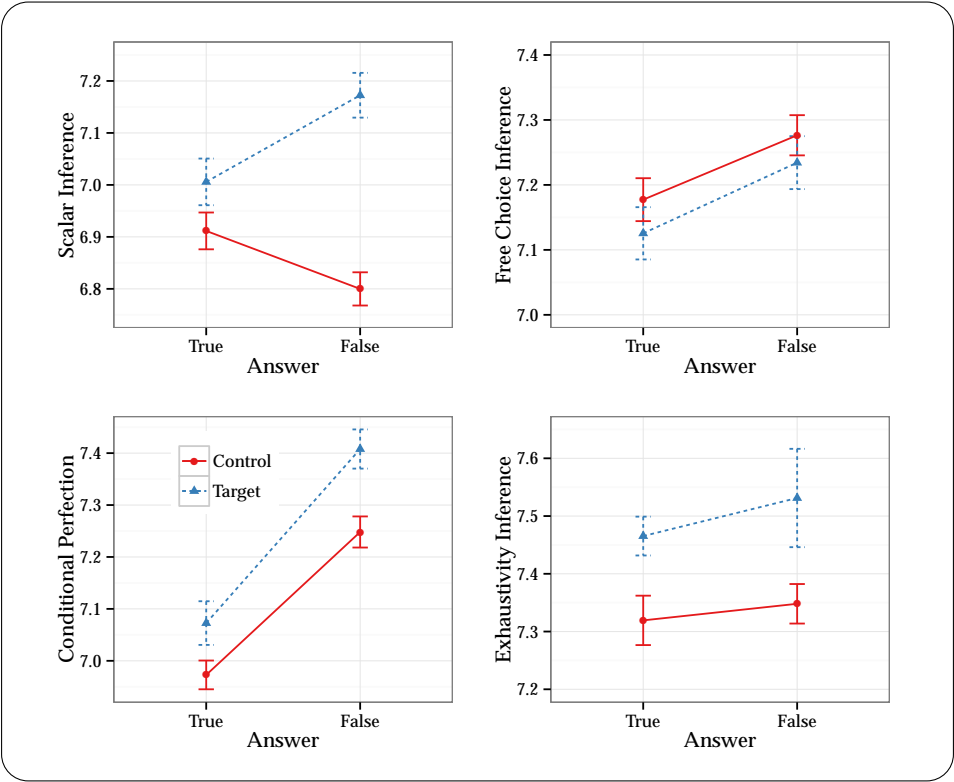 Scalar Inference
7.2
7.1
7.0
6.9
6.8
True
False
Answer
Free Choice Inference
7.4
7.3
7.2
7.1
7.0
True
False
Answer
Conditional Perfection
7.4
7.3
7.2
7.1
7.0
Control
Target
True
False
Answer
Exhaustivity Inference
7.6
7.5
7.4
7.3
7.2
True
False
Answer